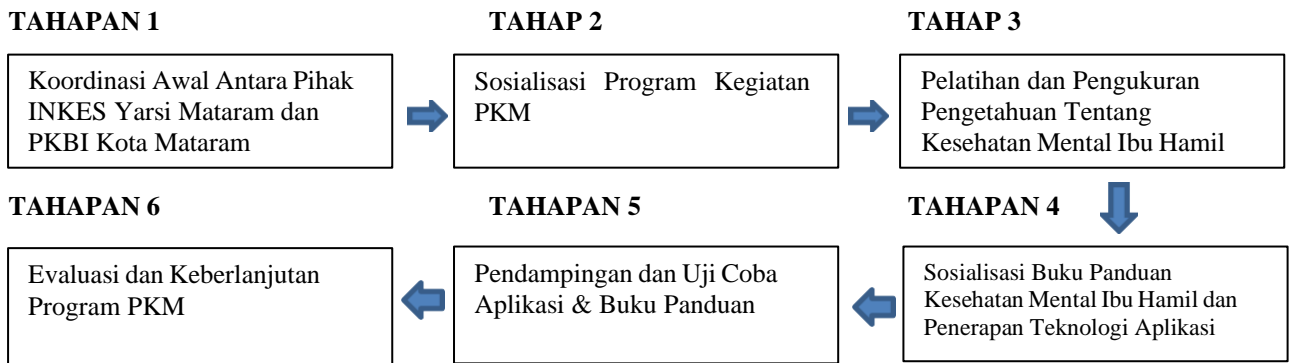 TAHAPAN 1
Koordinasi Awal Antara Pihak
INKES Yarsi Mataram dan
PKBI Kota Mataram
TAHAP 2
Sosialisasi Program Kegiatan
PKM
TAHAP 3
Pelatihan dan Pengukuran
Pengetahuan Tentang
Kesehatan Mental Ibu Hamil
TAHAPAN 4
Sosialisasi Buku Panduan
Kesehatan Mental Ibu Hamil dan
Penerapan Teknologi Aplikasi
TAHAPAN 5
Pendampingan dan Uji Coba
Aplikasi & Buku Panduan
TAHAPAN 6
Evaluasi dan Keberlanjutan
Program PKM